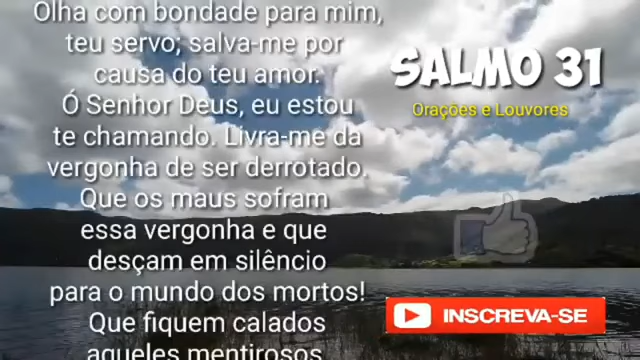 Olha com bondade para mim,
teu servo; salva-me por
causa do teu amor.
Ó Senhor Deus, eu estou
te chamando. Livra-me da
vergonha de ser derrotado.
Que os maus sofram
essa vergonha e que
desçam em silêncio
para o mundo dos mortos!
Que fiquem calados
aqueles mentirosos
SALMO 31
Orações e Louvores
INSCREVA-SE